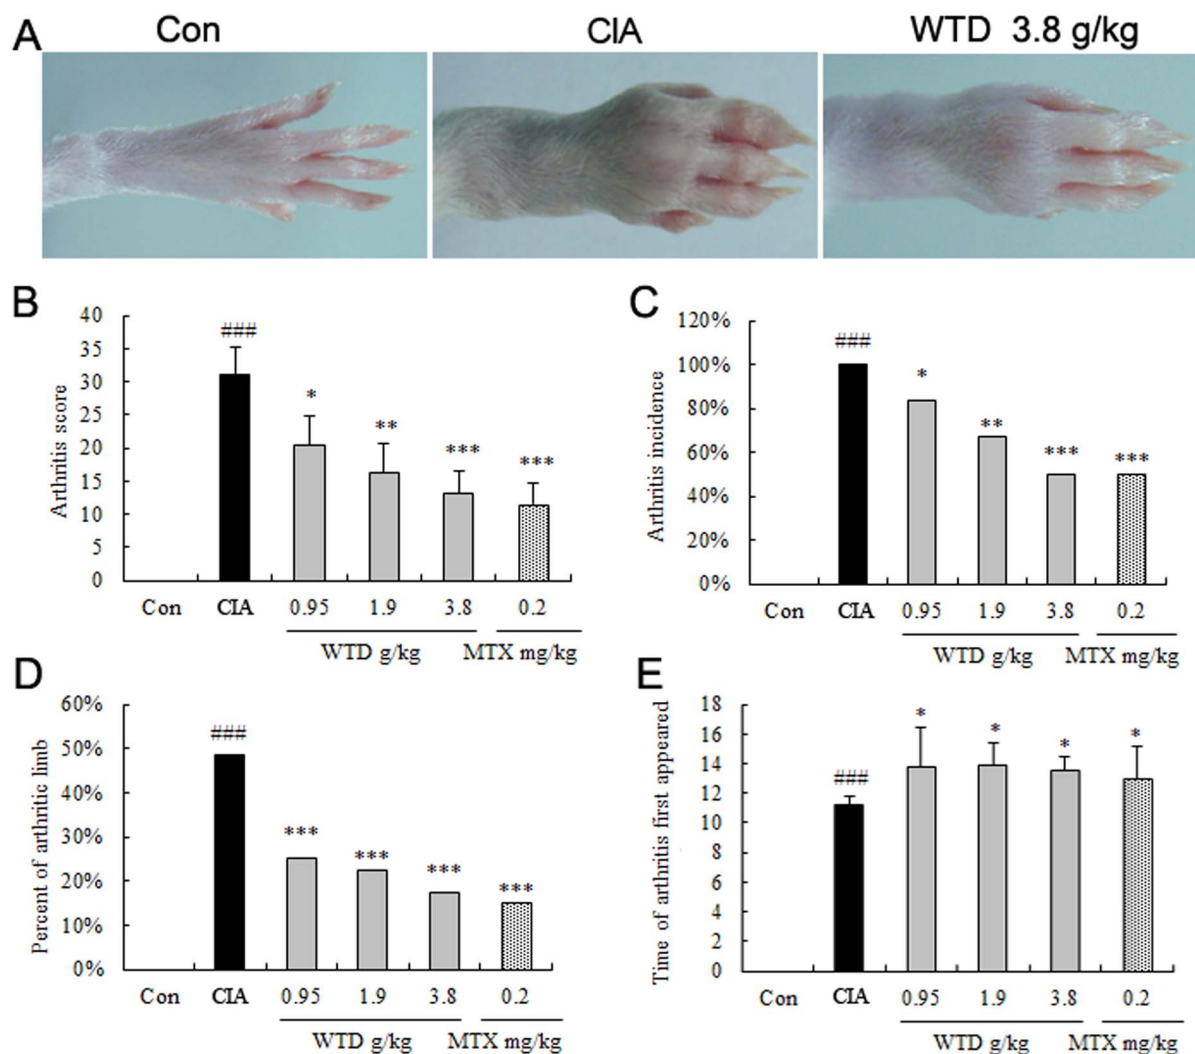 A
Con
CIA
WTD 3.8 g/kg
B
Arthritis score
40
35
30
25
20
15
10
5
0
###
*
**
***
***
Con
CIA
0.95
1.9
3.8
0.2
WTD g/kg
MTX mg/kg
C
Arthritis incidence
120%
100%
80%
60%
40%
20%
0%
###
*
**
***
***
Con
CIA
0.95
1.9
3.8
0.2
WTD g/kg
MTX mg/kg
D
Percent of arthritic limb
60%
50%
40%
30%
20%
10%
0%
###
***
***
***
***
Con
CIA
0.95
1.9
3.8
0.2
WTD g/kg
MTX mg/kg
E
Time of arthritis first appeared
18
16
14
12
10
8
6
4
2
0
###
*
*
*
*
Con
CIA
0.95
1.9
3.8
0.2
WTD g/kg
MTX mg/kg